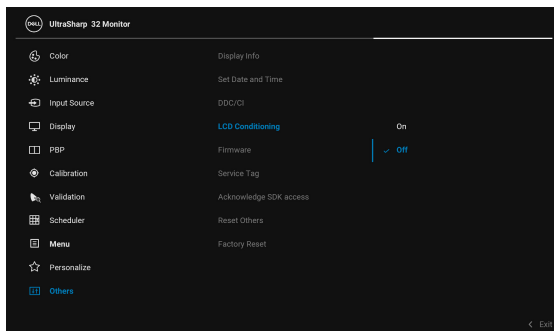 DELL UltraSharp 32 Monitor
Color
Display Info
Luminance
Set Date and Time
Input Source
DDC/CI
Display
LCD Conditioning
On
PBP
Firmware
Off
Calibration
Service Tag
Validation
Acknowledge SDK access
Scheduler
Reset Others
Menu
Factory Reset
Personalize
Others
Exit